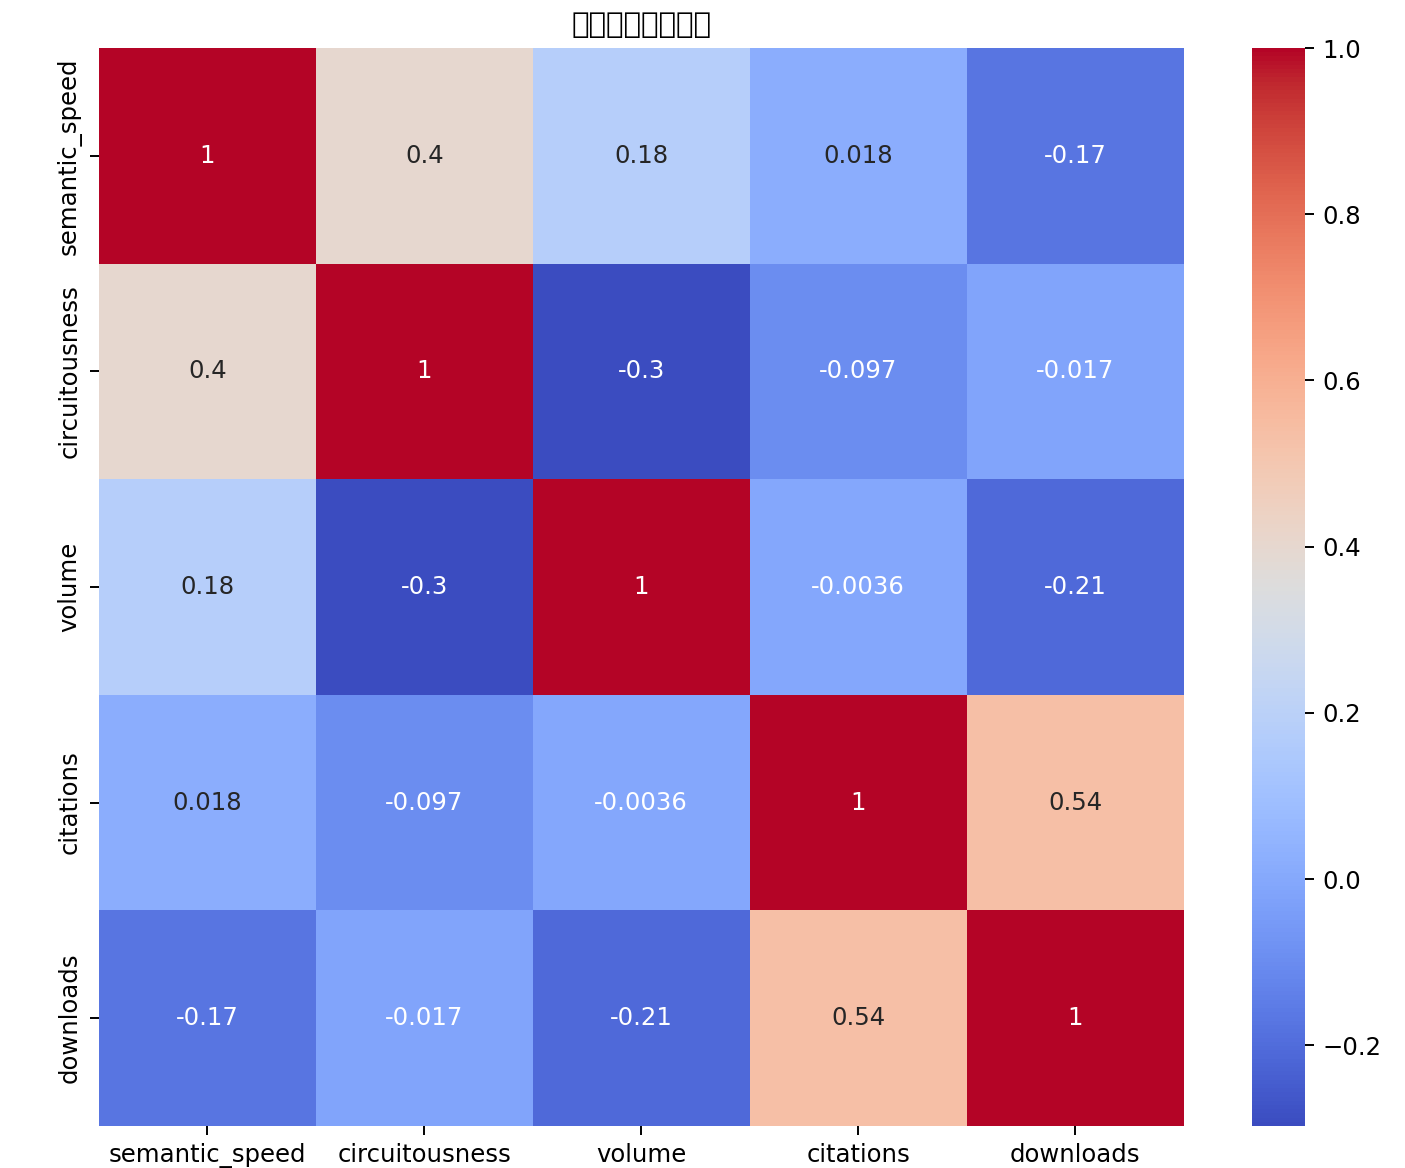 semantic_speed 1 0.4 0.18 0.018 -0.17
circuitousness 0.4 1 -0.3 -0.097 -0.017
volume 0.18 -0.3 1 -0.0036 -0.21
citations 0.018 -0.097 -0.0036 1 0.54
downloads -0.17 -0.017 -0.21 0.54 1
semantic_speed circuitousness volume citations downloads
1.0
0.8
0.6
0.4
0.2
0.0
−0.2